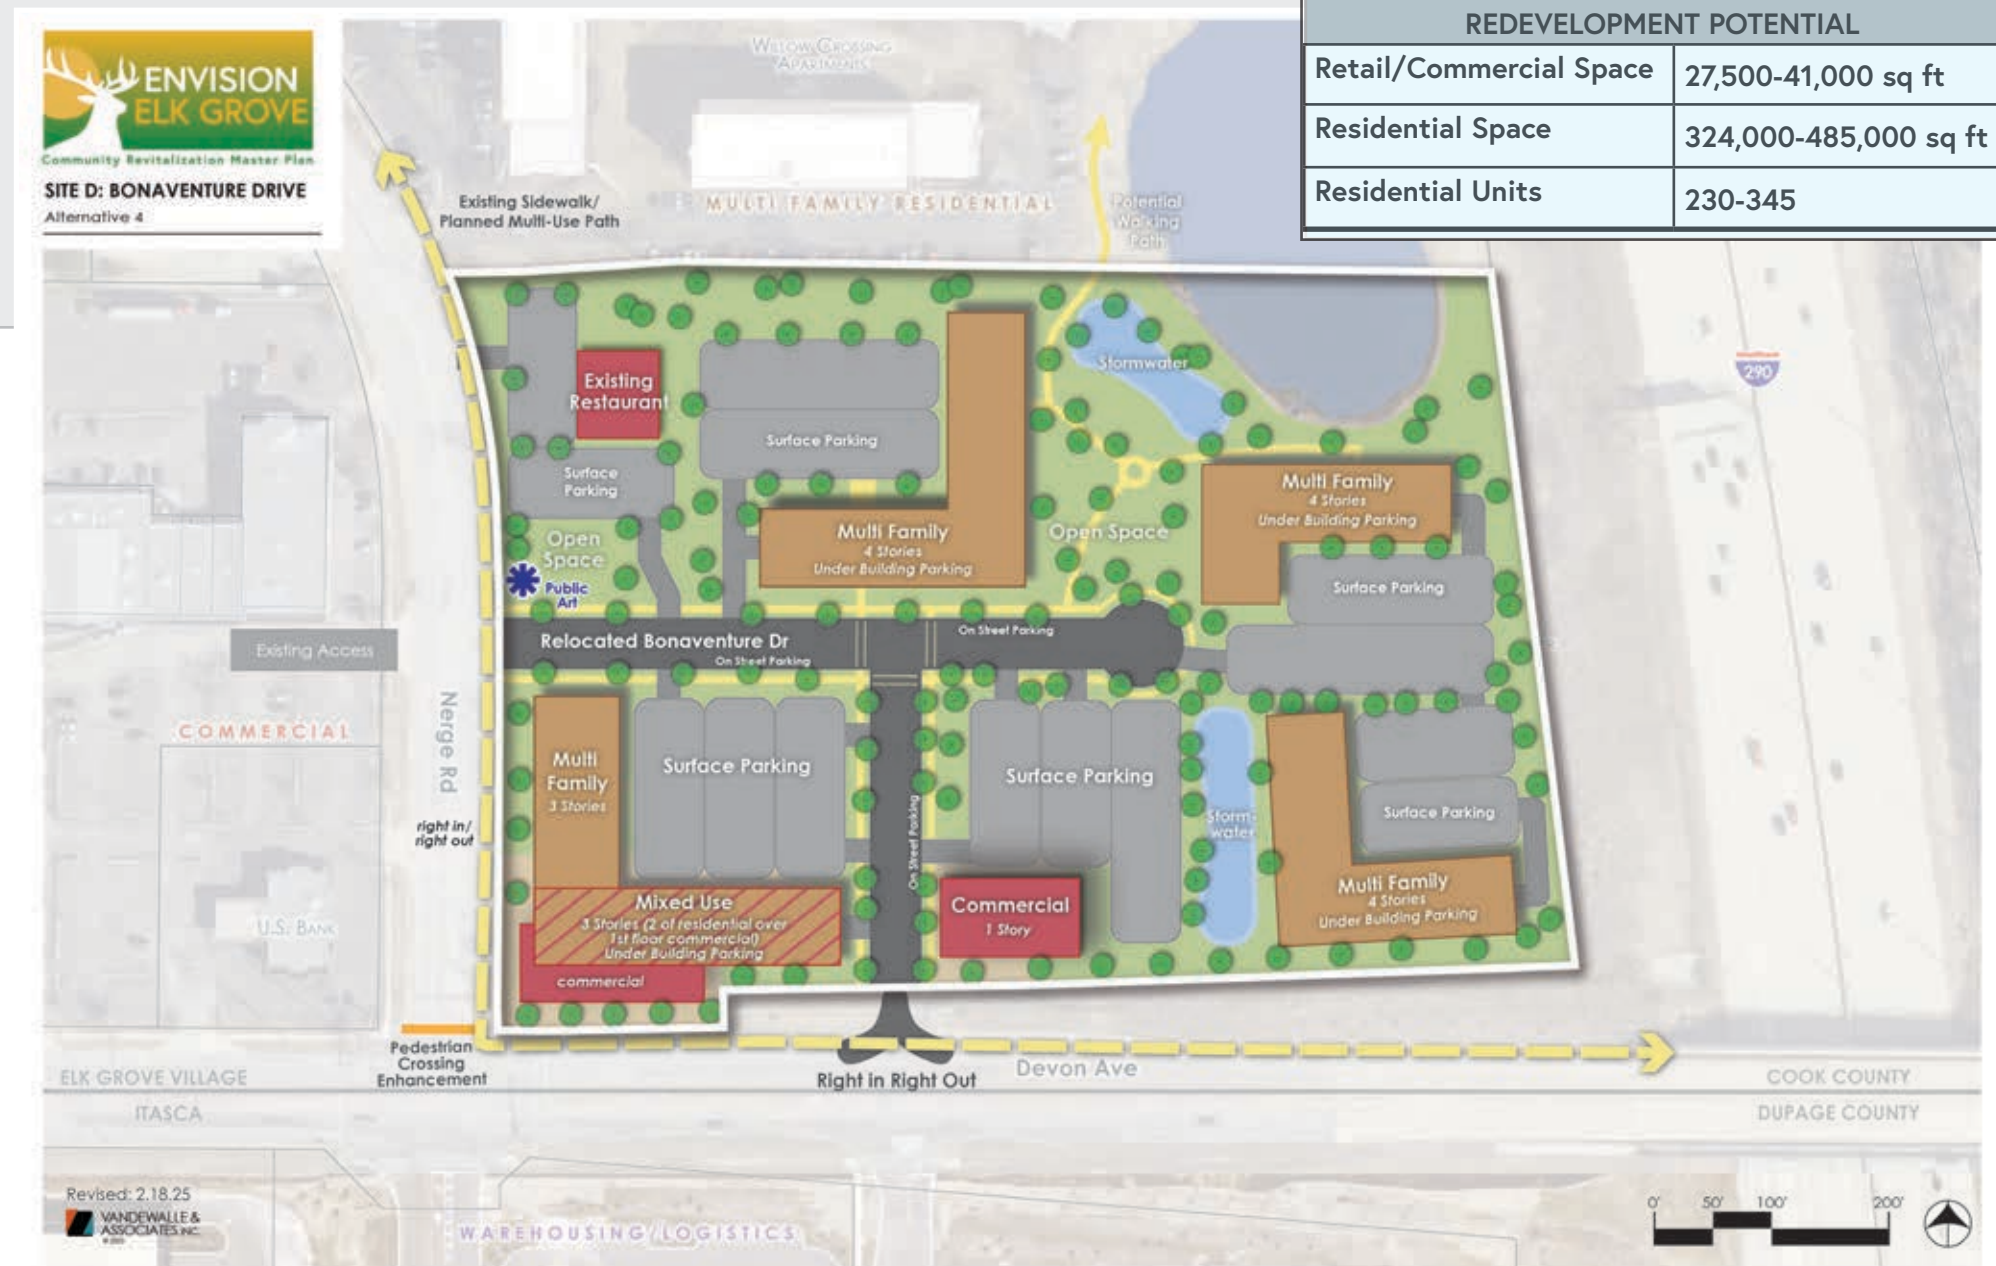 REDEVELOPMENT POTENTIAL
Retail/Commercial Space 27,500-41,000 sq ft
Residential Space 324,000-485,000 sq ft
Residential Units 230-345
ENVISION
ELK GROVE
Community Revitalization Master Plan
SITE D: BONAVENTURE DRIVE
Alternative 4
WILLOW CROSSING
APARTMENTS
Existing Sidewalk/
Planned Multi-Use Path
MULTI FAMILY RESIDENTIAL
Potential
Walking
Path
290
Existing
Restaurant
Surface Parking
Stormwater
Surface
Parking
Multi Family
4 Stories
Under Building Parking
Open
Space
Public
Art
Multi Family
4 Stories
Under Building Parking
Open Space
Surface Parking
Existing Access
Relocated Bonaventure Dr
On Street Parking
On Street Parking
COMMERCIAL
Nerge Rd
Multi
Family
3 Stories
Surface Parking
On Street Parking
Surface Parking
Storm-
water
Surface Parking
right in/
right out
U.S. BANK
Mixed Use
3 Stories (2 of residential over
1st floor commercial)
Under Building Parking
commercial
Commercial
1 Story
Multi Family
4 Stories
Under Building Parking
Pedestrian
Crossing
Enhancement
Right in Right Out
Devon Ave
ELK GROVE VILLAGE
ITASCA
COOK COUNTY
DUPAGE COUNTY
Revised: 2.18.25
VANDEWALLE &
ASSOCIATES INC
WAREHOUSING/LOGISTICS
0' 50' 100' 200'